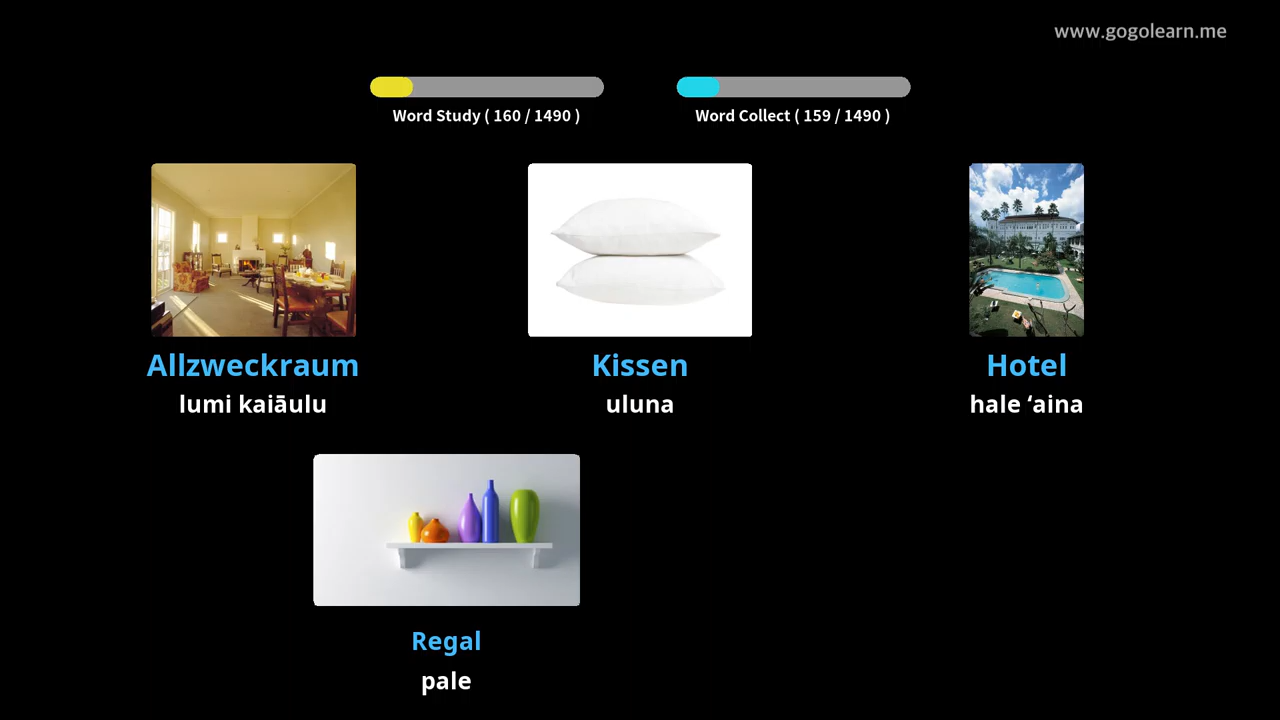 www.gogolearn.me
Word Study ( 160 / 1490 )
Word Collect ( 159 / 1490 )
Allzweckraum
lumi kaiāulu
Kissen
uluna
Hotel
hale ʻaina
Regal
pale